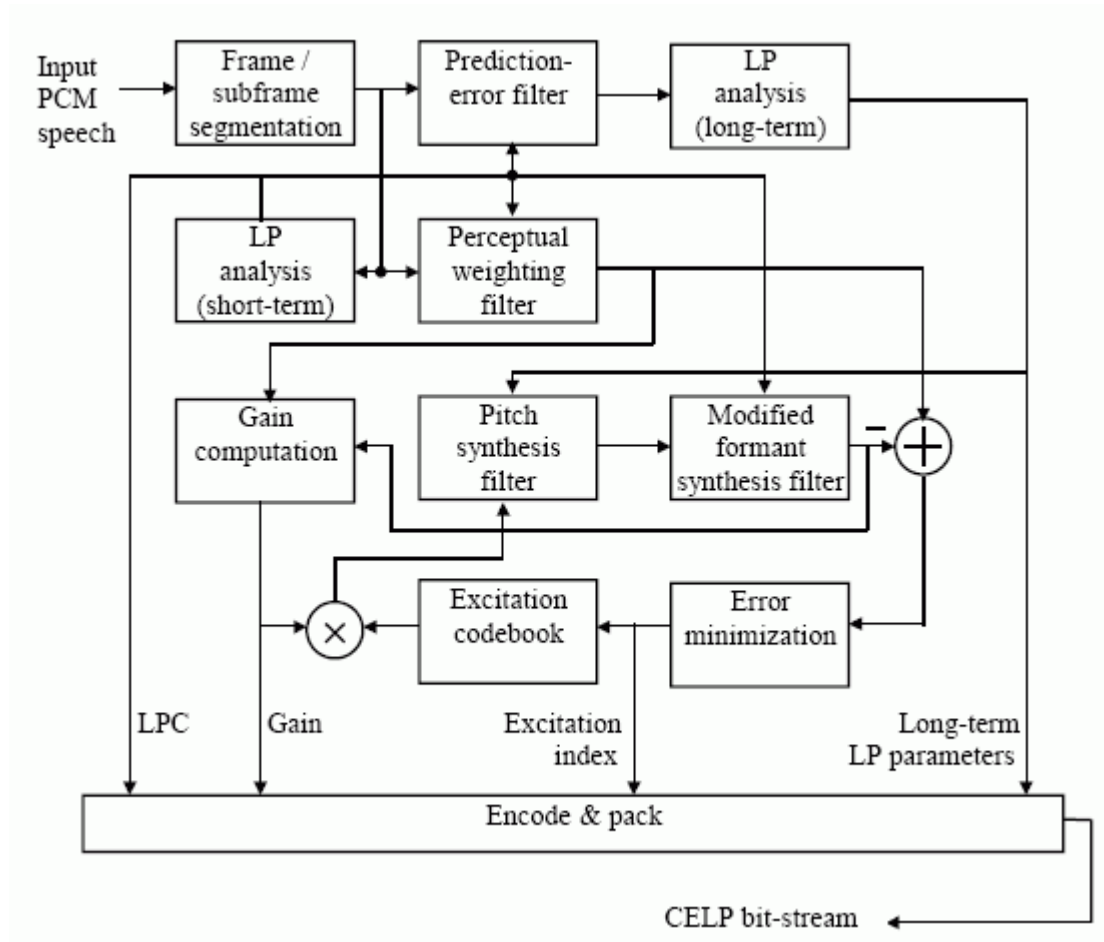 Input
PCM
speech
Frame /
subframe
segmentation
Prediction-
error filter
LP
analysis
(long-term)
LP
analysis
(short-term)
Perceptual
weighting
filter
Gain
computation
Pitch
synthesis
filter
Modified
formant
synthesis filter
−
+
×
Excitation
codebook
Error
minimization
LPC
Gain
Excitation
index
Long-term
LP parameters
Encode & pack
CELP bit-stream